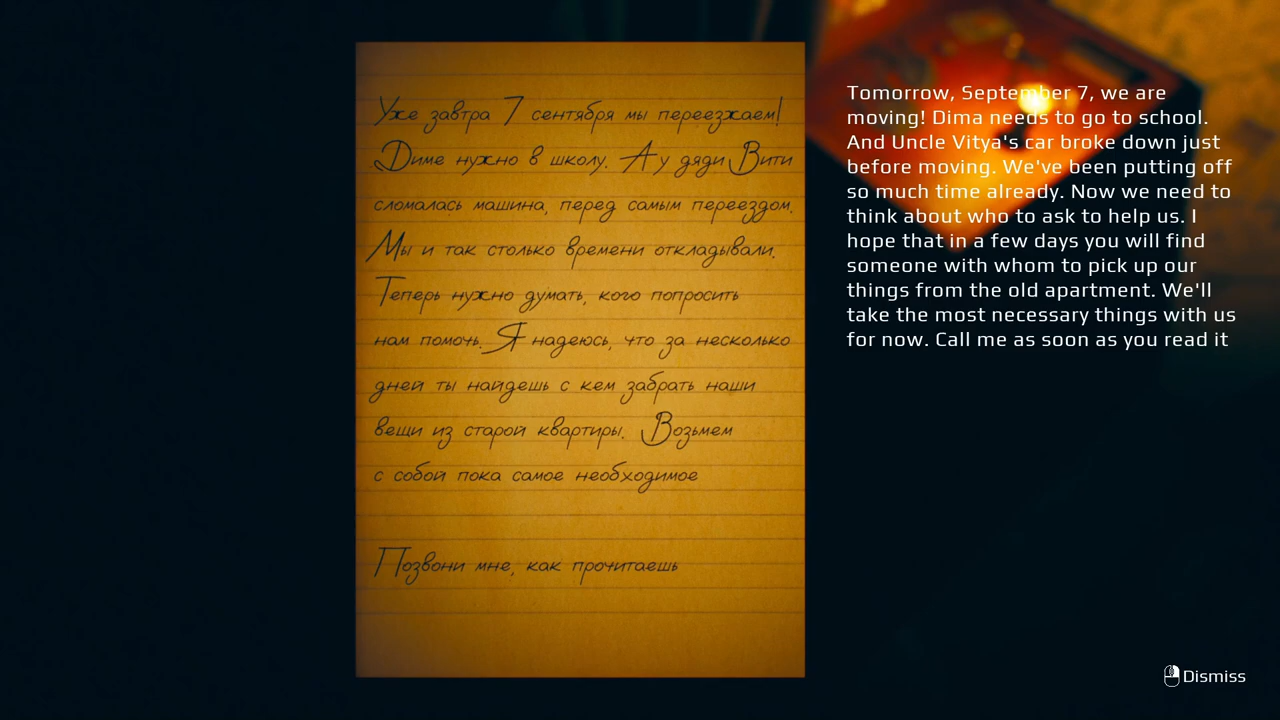 Уже завтра 7 сентября мы переезжаем!
Диме нужно в школу. А у дяди Вити
сломалась машина, перед самым переездом.
Мы и так столько времени откладывали.
Теперь нужно думать, кого попросить
нам помочь. Я надеюсь, что за несколько
дней ты найдешь с кем забрать наши
вещи из старой квартиры. Возьмем
с собой пока самое необходимое
Позвони мне, как прочитаешь
Tomorrow, September 7, we are
moving! Dima needs to go to school.
And Uncle Vitya's car broke down just
before moving. We've been putting off
so much time already. Now we need to
think about who to ask to help us. I
hope that in a few days you will find
someone with whom to pick up our
things from the old apartment. We'll
take the most necessary things with us
for now. Call me as soon as you read it
Dismiss